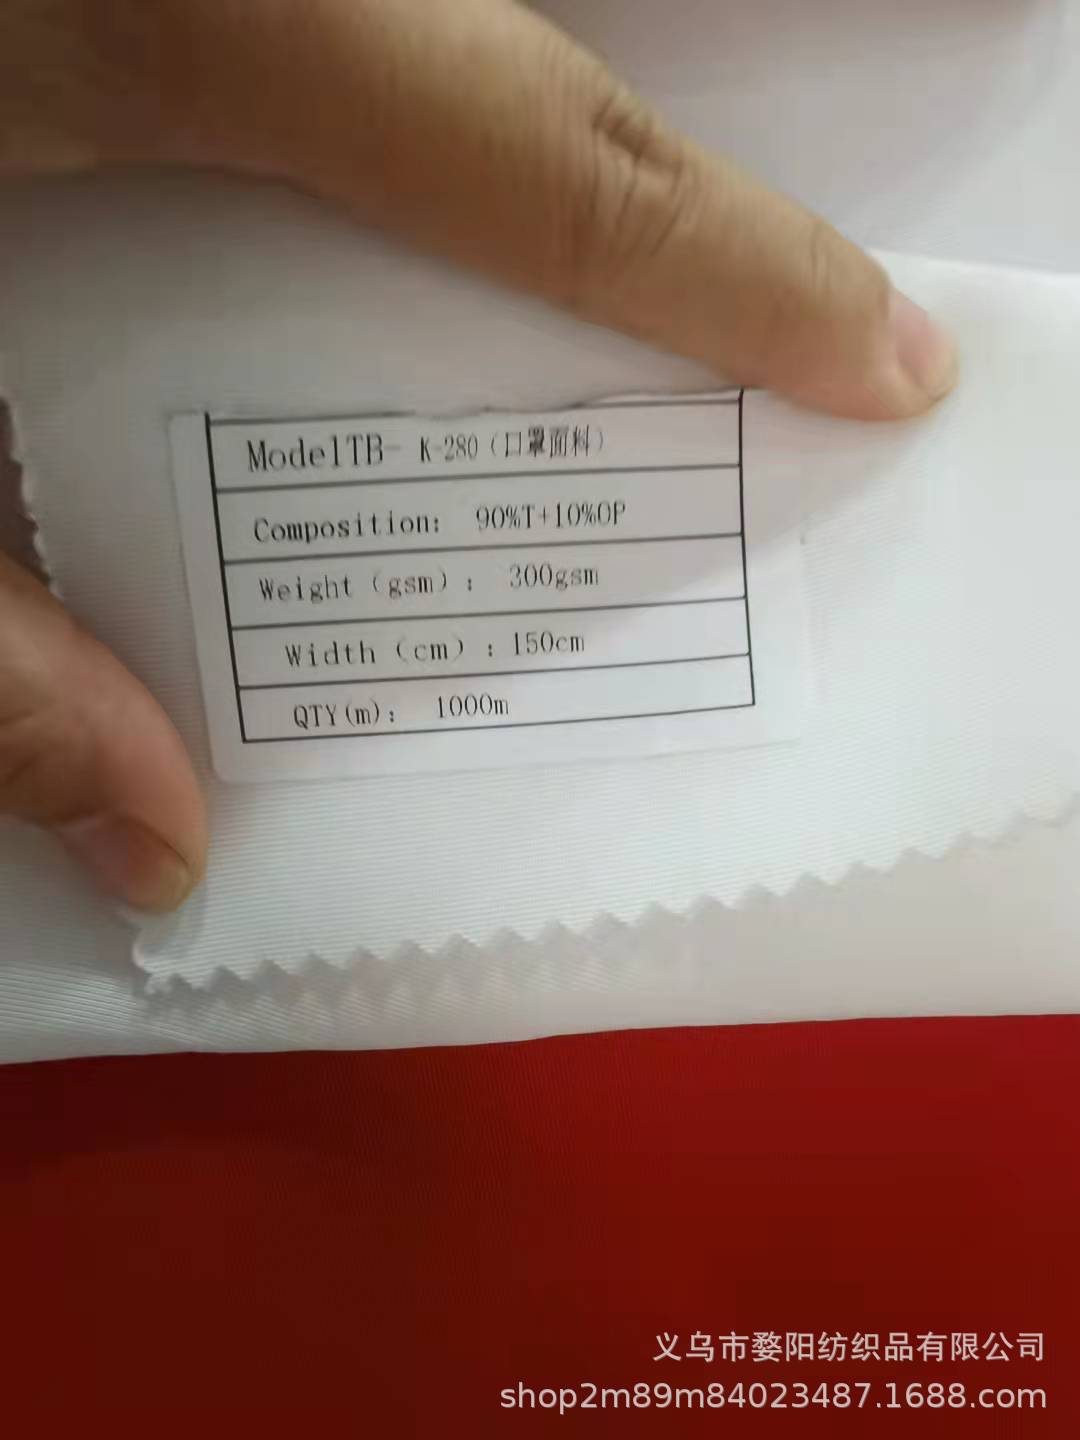 ModelTB- K-280（口罩面料）
Composition: 90%T+10%OP
Weight（gsm）: 300gsm
Width（cm）: 150cm
QTY(m): 1000m
义乌市婺阳纺织品有限公司
shop2m89m84023487.1688.com